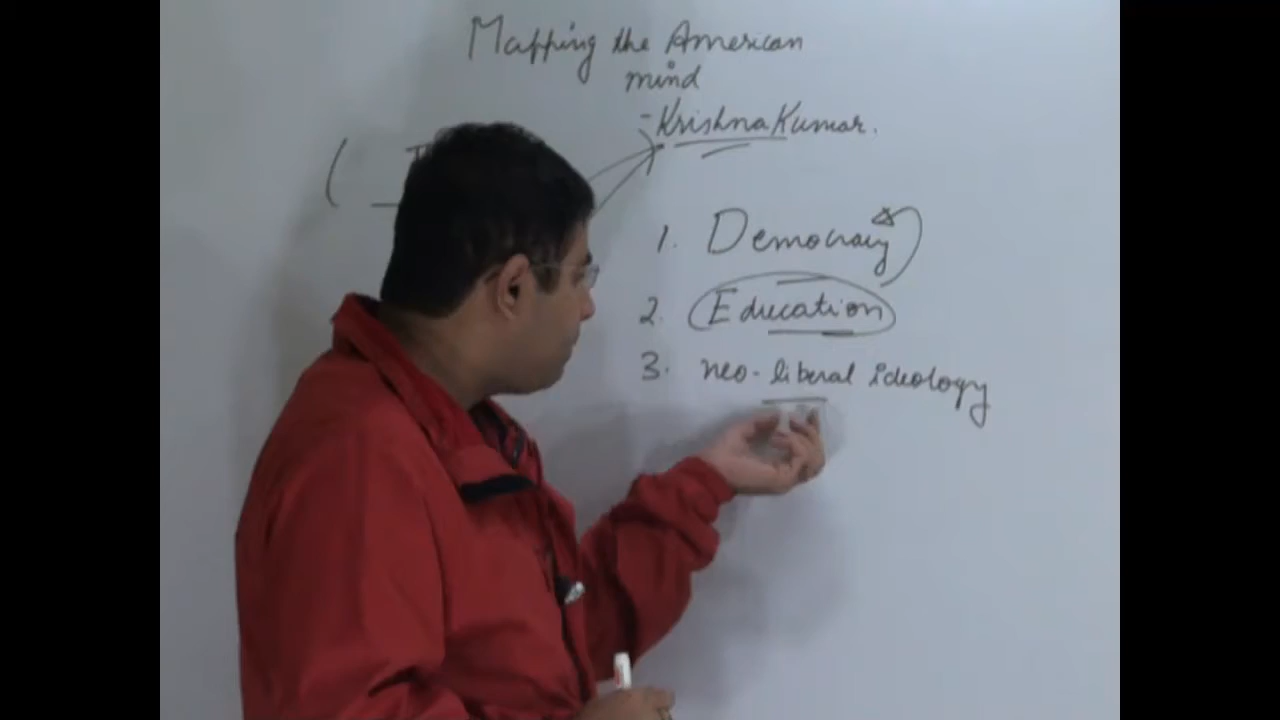 Mapping the American
mind
- Krishna Kumar.
(
1. Democracy
2. Education
3. neo-liberal ideology